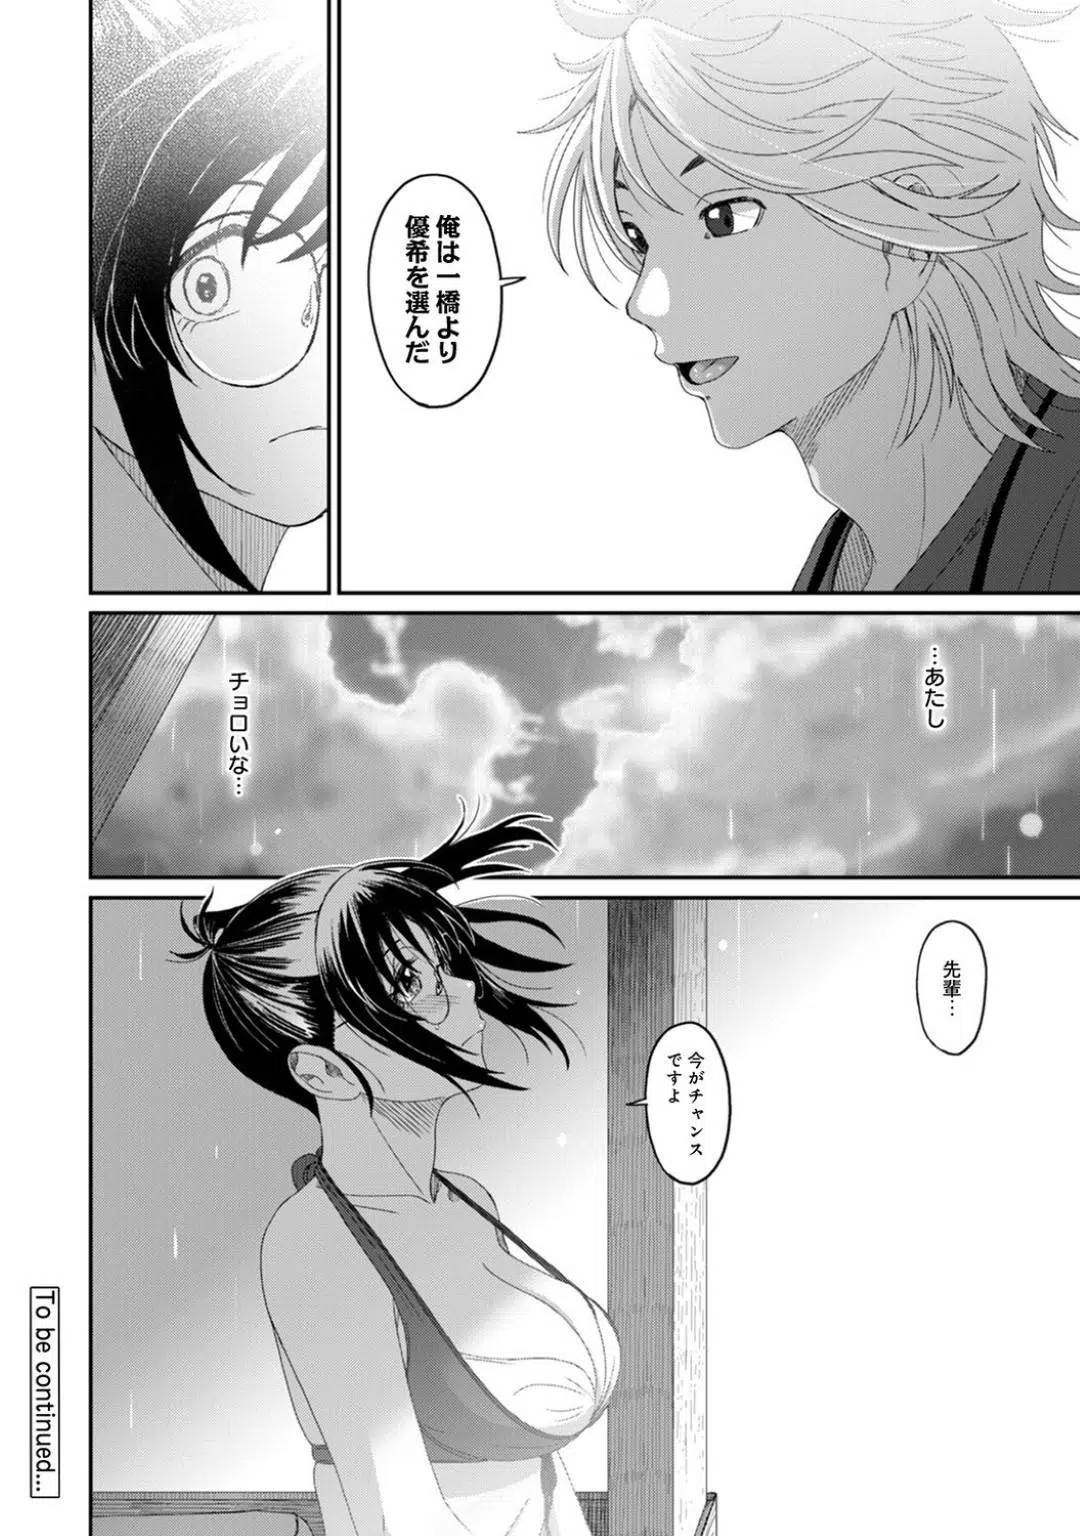 俺は一橋より
優希を選んだ
…あたし
チョロいな…
先輩…
今がチャンス
ですよ
To be continued...